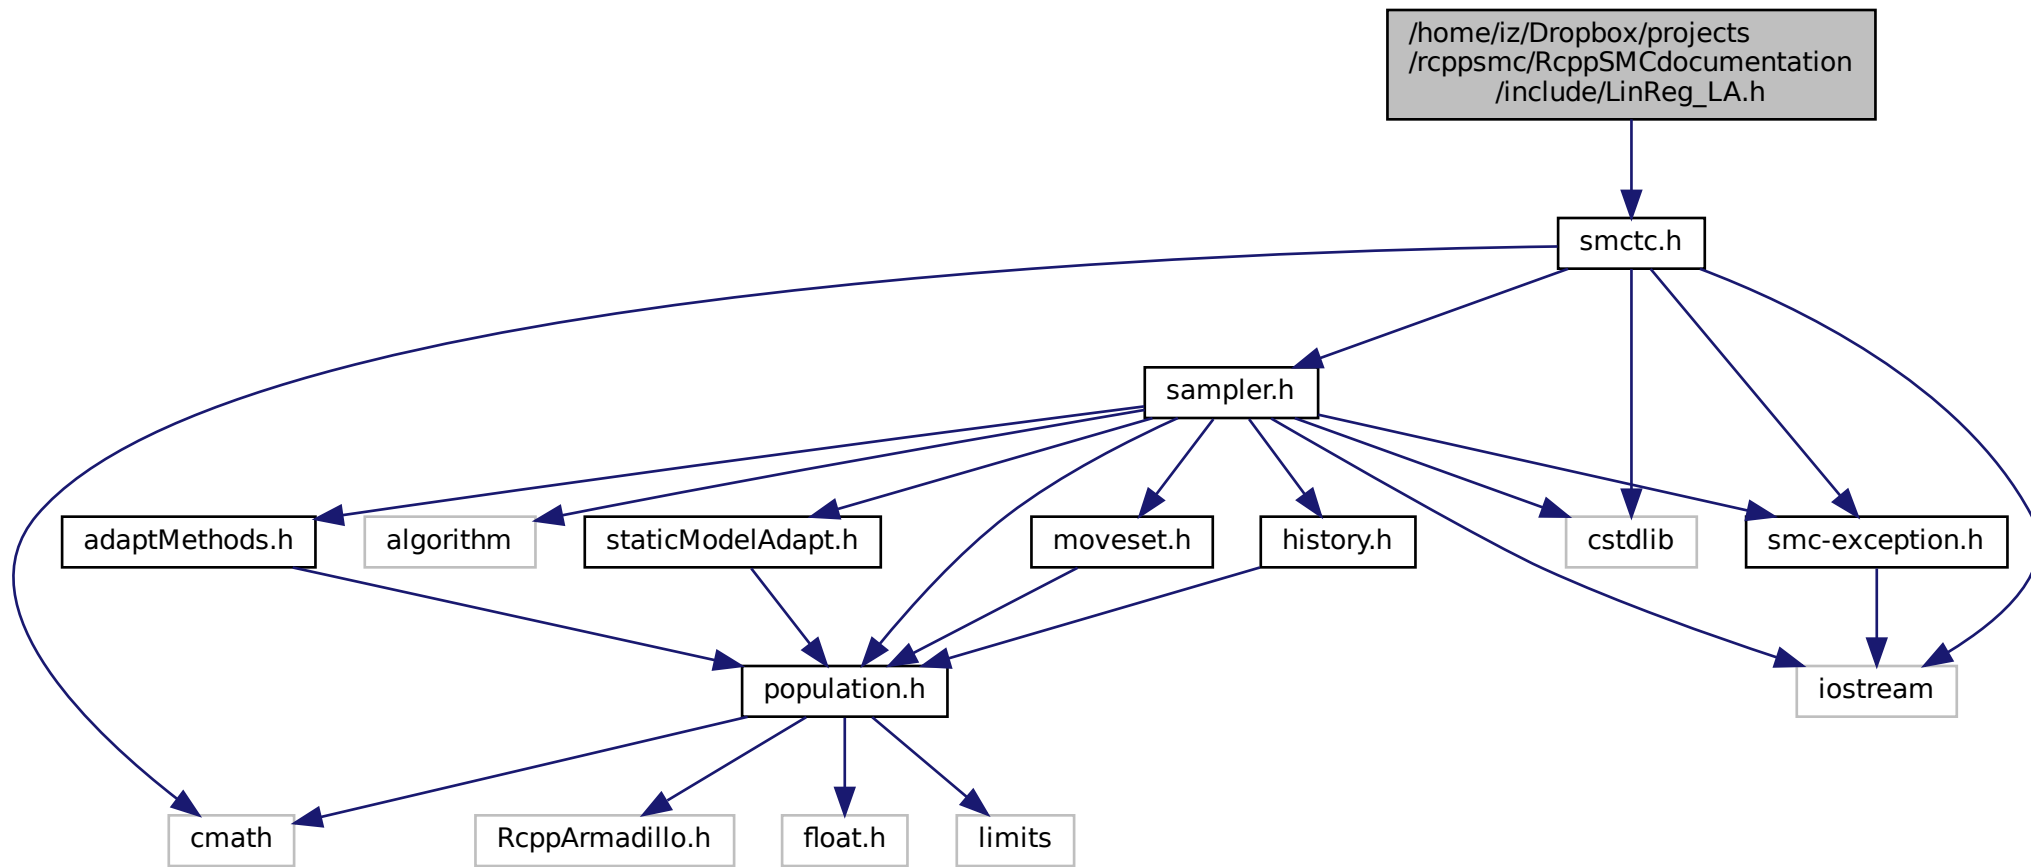 /home/iz/Dropbox/projects
/rcppsmc/RcppSMCdocumentation
/include/LinReg_LA.h
smctc.h
sampler.h
adaptMethods.h
algorithm
staticModelAdapt.h
moveset.h
history.h
cstdlib
smc-exception.h
population.h
iostream
cmath
RcppArmadillo.h
float.h
limits